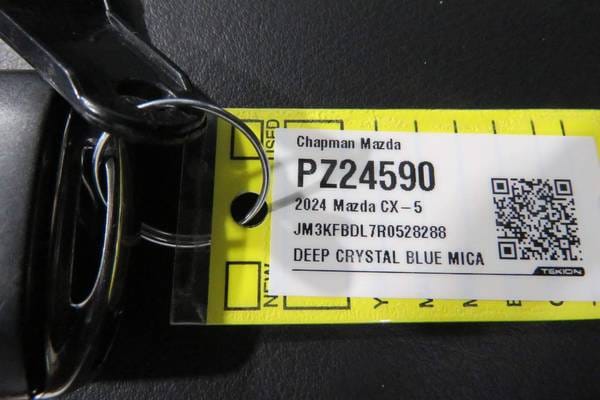 Chapman Mazda
PZ24590
2024 Mazda CX-5
JM3KFBDL7R0528288
DEEP CRYSTAL BLUE MICA
TEKION
USED
NEW